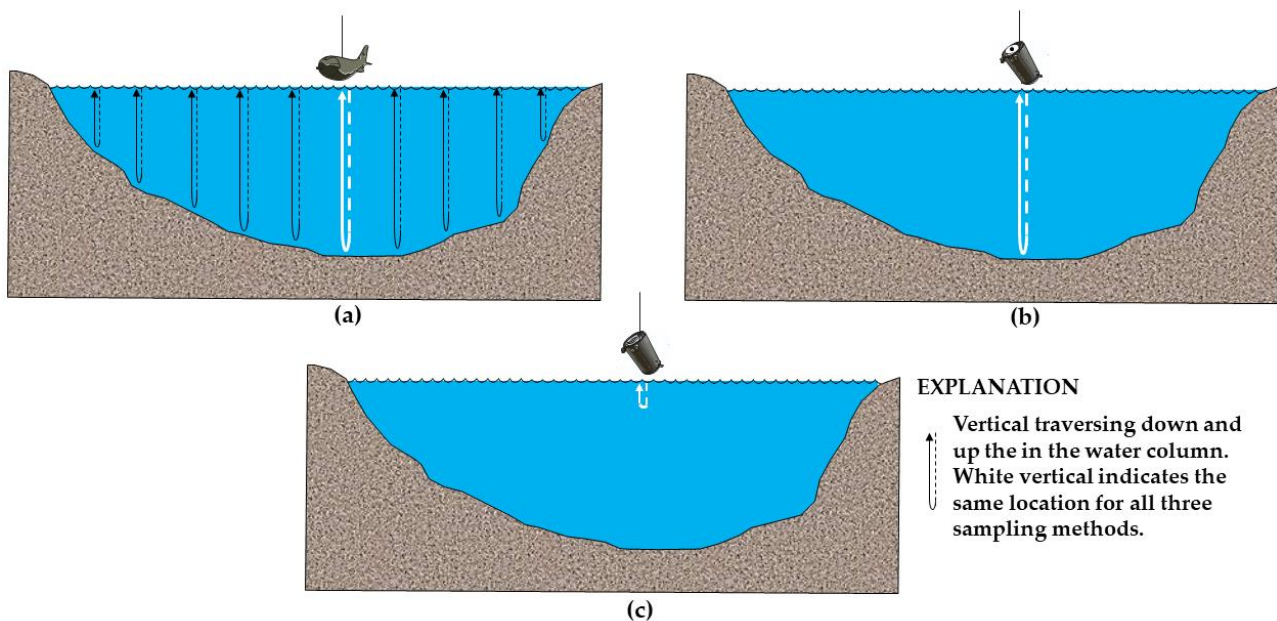 (a)
(b)
(c)
EXPLANATION
Vertical traversing down and
up the in the water column.
White vertical indicates the
same location for all three
sampling methods.